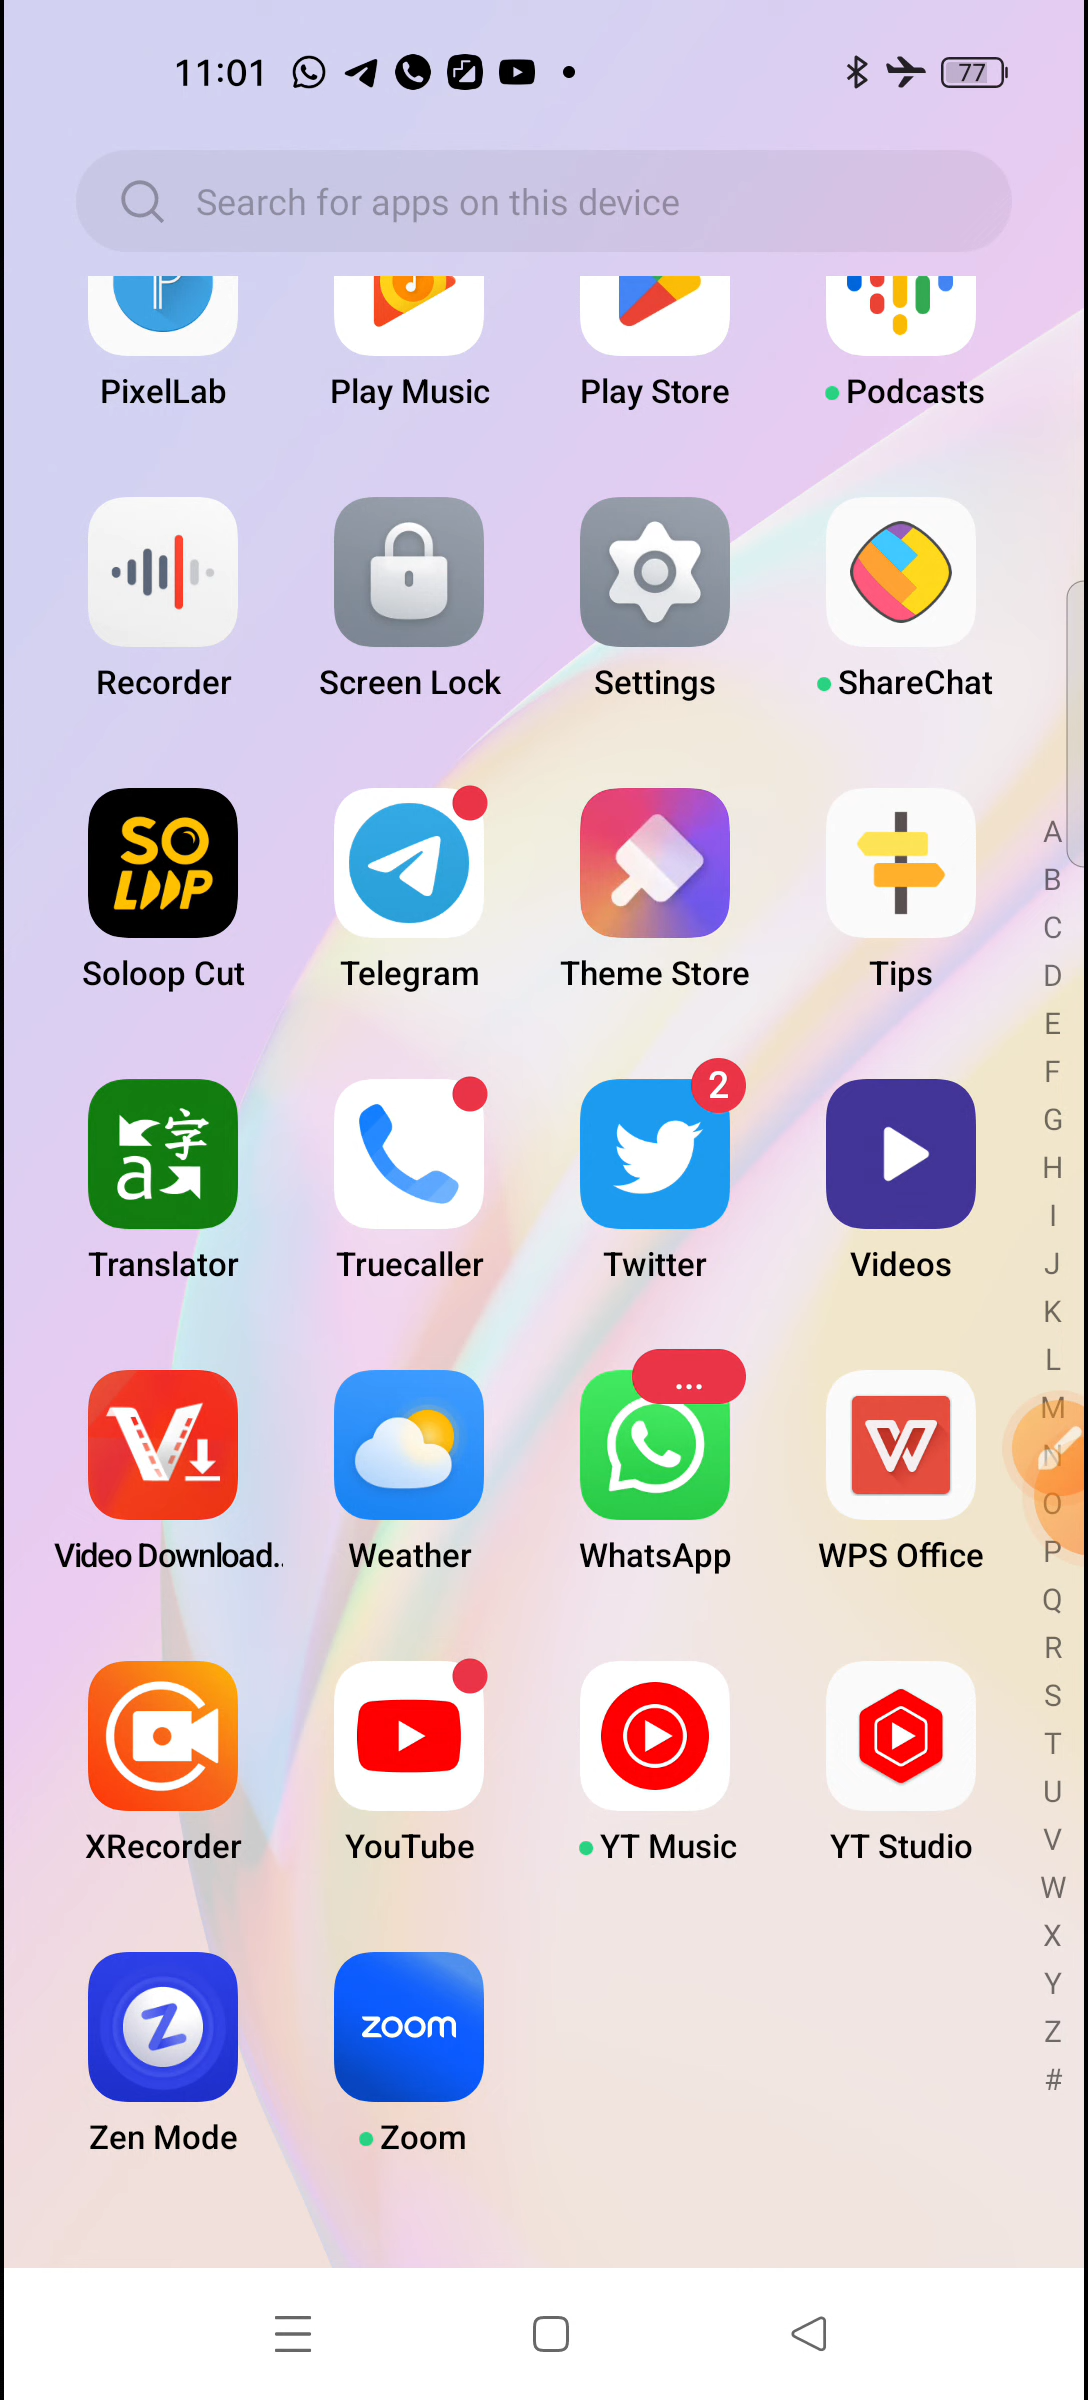 11:01
77
Search for apps on this device
PixelLab Play Music Play Store Podcasts
Recorder Screen Lock Settings ShareChat
SO LOOP
Soloop Cut Telegram Theme Store Tips
字
a
2
Translator Truecaller Twitter Videos
...
W
Video Download.. Weather WhatsApp WPS Office
XRecorder YouTube YT Music YT Studio
Z
zoom
Zen Mode Zoom
A
B
C
D
E
F
G
H
I
J
K
L
M
N
O
P
Q
R
S
T
U
V
W
X
Y
Z
#